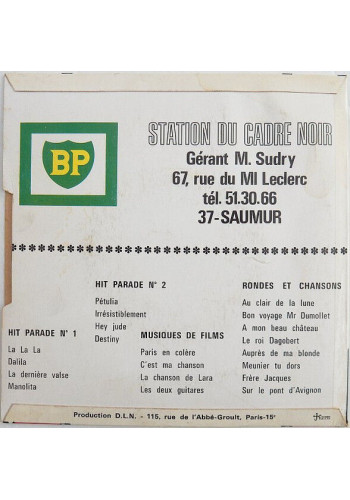 BP
STATION DU CADRE NOIR
Gérant M. Sudry
67, rue du Ml Leclerc
tél. 51.30.66
37-SAUMUR
HIT PARADE N° 1
La La La
Dalila
La dernière valse
Manolita
HIT PARADE N° 2
Pétulia
Irrésistiblement
Hey jude
Destiny
MUSIQUES DE FILMS
Paris en colère
C'est ma chanson
La chanson de Lara
Les deux guitares
RONDES ET CHANSONS
Au clair de la lune
Bon voyage Mr Dumollet
A mon beau château
Le roi Dagobert
Auprès de ma blonde
Meunier tu dors
Frère Jacques
Sur le pont d'Avignon
Production D.L.N. - 115, rue de l'Abbé-Groult, Paris-15e